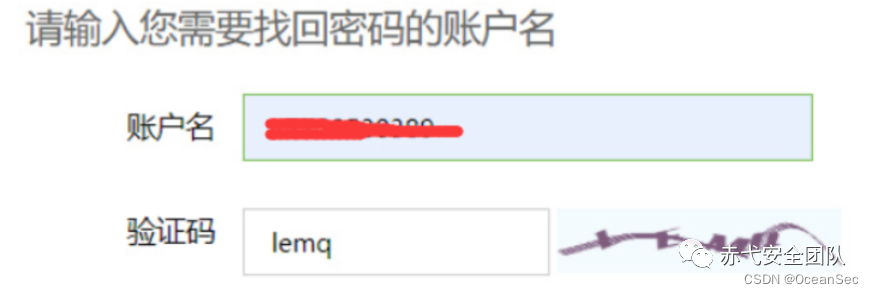 请输入您需要找回密码的账户名
账户名
验证码
lemq
赤弋安全团队
CSDN @OceanSec